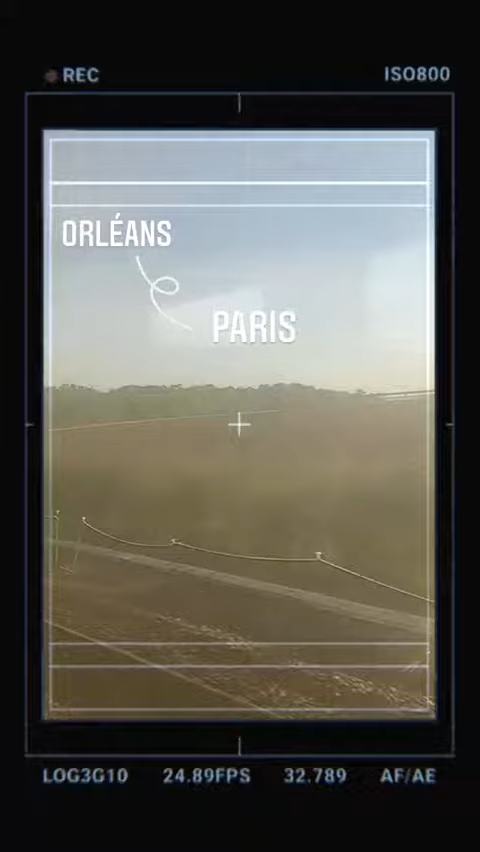 REC
ISO800
ORLÉANS
PARIS
LOG3G10 24.89FPS 32.789 AF/AE